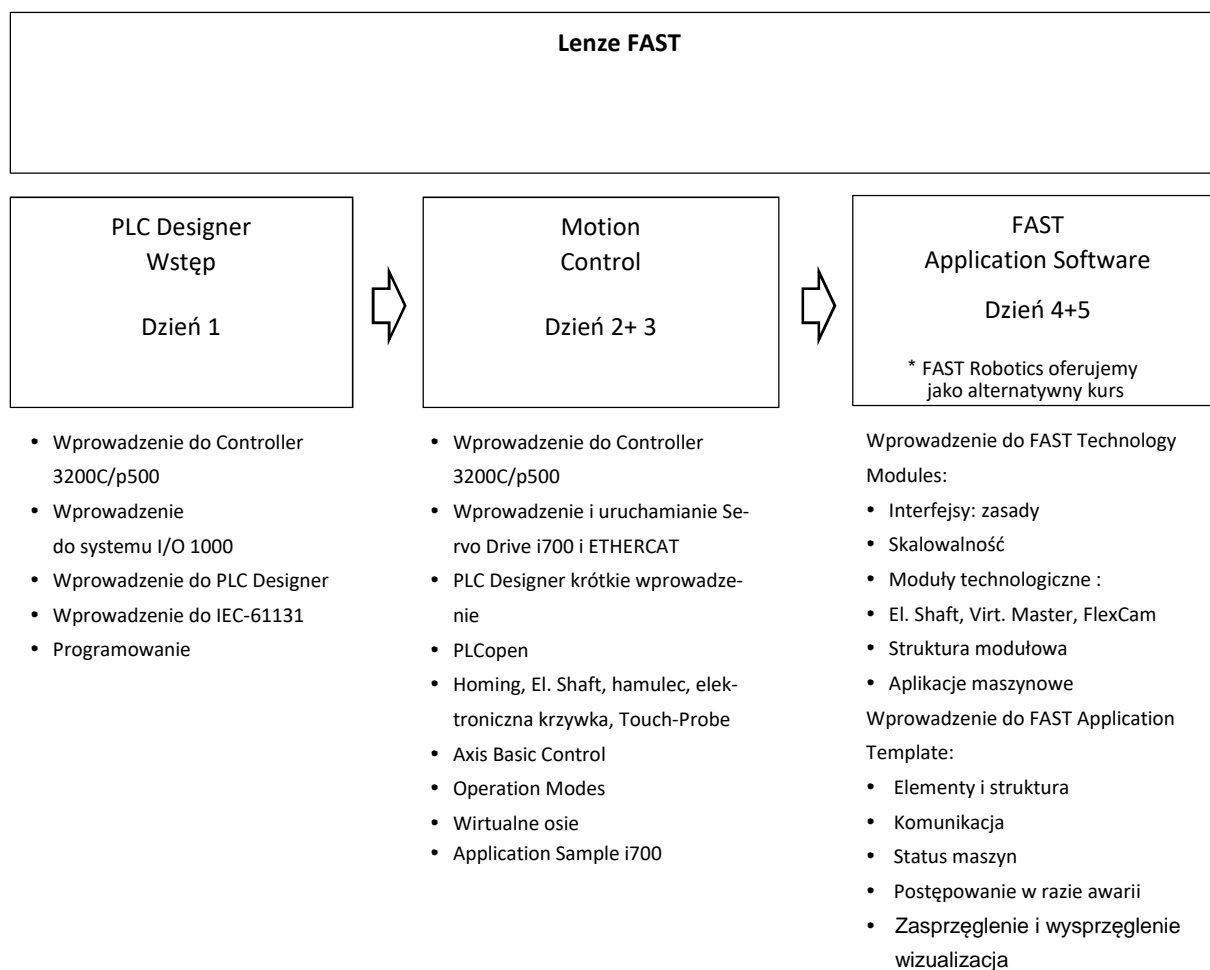 Lenze FAST
PLC Designer
Wstęp
Dzień 1
Motion
Control
Dzień 2+ 3
FAST
Application Software
Dzień 4+5
* FAST Robotics oferujemy
jako alternatywny kurs
• Wprowadzenie do Controller
3200C/p500
• Wprowadzenie
do systemu I/O 1000
• Wprowadzenie do PLC Designer
• Wprowadzenie do IEC-61131
• Programowanie
• Wprowadzenie do Controller
3200C/p500
• Wprowadzenie i uruchamianie Se-
rvo Drive i700 i ETHERCAT
• PLC Designer krótkie wprowadze-
nie
• PLCopen
• Homing, El. Shaft, hamulec, elek-
troniczna krzywka, Touch-Probe
• Axis Basic Control
• Operation Modes
• Wirtualne osie
• Application Sample i700
Wprowadzenie do FAST Technology
Modules:
• Interfejsy: zasady
• Skalowalność
• Moduły technologiczne :
• El. Shaft, Virt. Master, FlexCam
• Struktura modułowa
• Aplikacje maszynowe
Wprowadzenie do FAST Application
Template:
• Elementy i struktura
• Komunikacja
• Status maszyn
• Postępowanie w razie awarii
• Zasprzęglenie i wysprzęglenie
wizualizacja